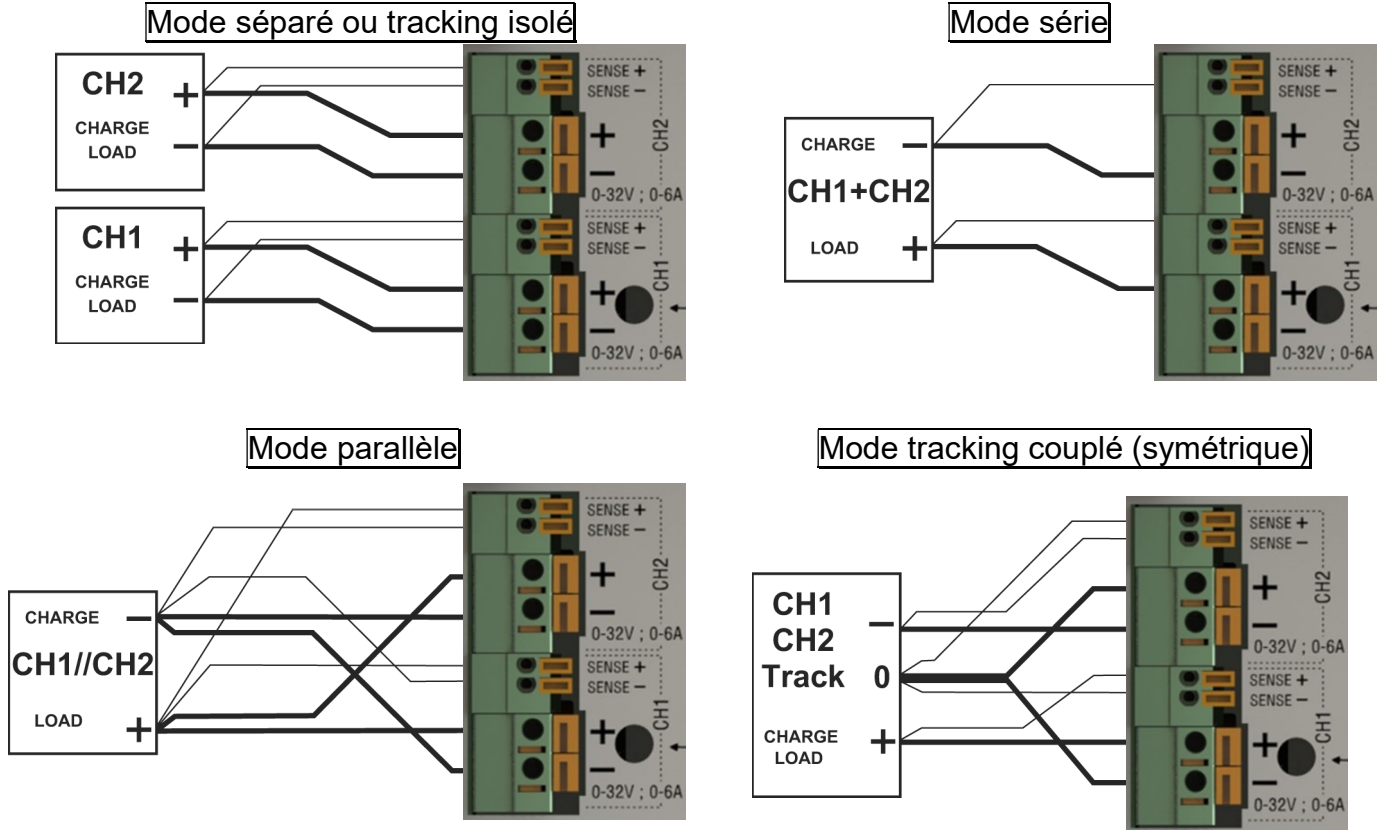 Mode séparé ou tracking isolé
CH2
+
CHARGE
LOAD
−
CH1
+
CHARGE
LOAD
−
SENSE +
SENSE −
+
−
CH2
0-32V ; 0-6A
SENSE +
SENSE −
+
−
CH1
0-32V ; 0-6A
Mode série
CHARGE −
CH1+CH2
LOAD +
SENSE +
SENSE −
+
−
CH2
0-32V ; 0-6A
SENSE +
SENSE −
+
−
CH1
0-32V ; 0-6A
Mode parallèle
CHARGE −
CH1//CH2
LOAD +
SENSE +
SENSE −
+
−
CH2
0-32V ; 0-6A
SENSE +
SENSE −
+
−
CH1
0-32V ; 0-6A
Mode tracking couplé (symétrique)
CH1
CH2
−
Track 0
CHARGE
LOAD
+
SENSE +
SENSE −
+
−
CH2
0-32V ; 0-6A
SENSE +
SENSE −
+
−
CH1
0-32V ; 0-6A